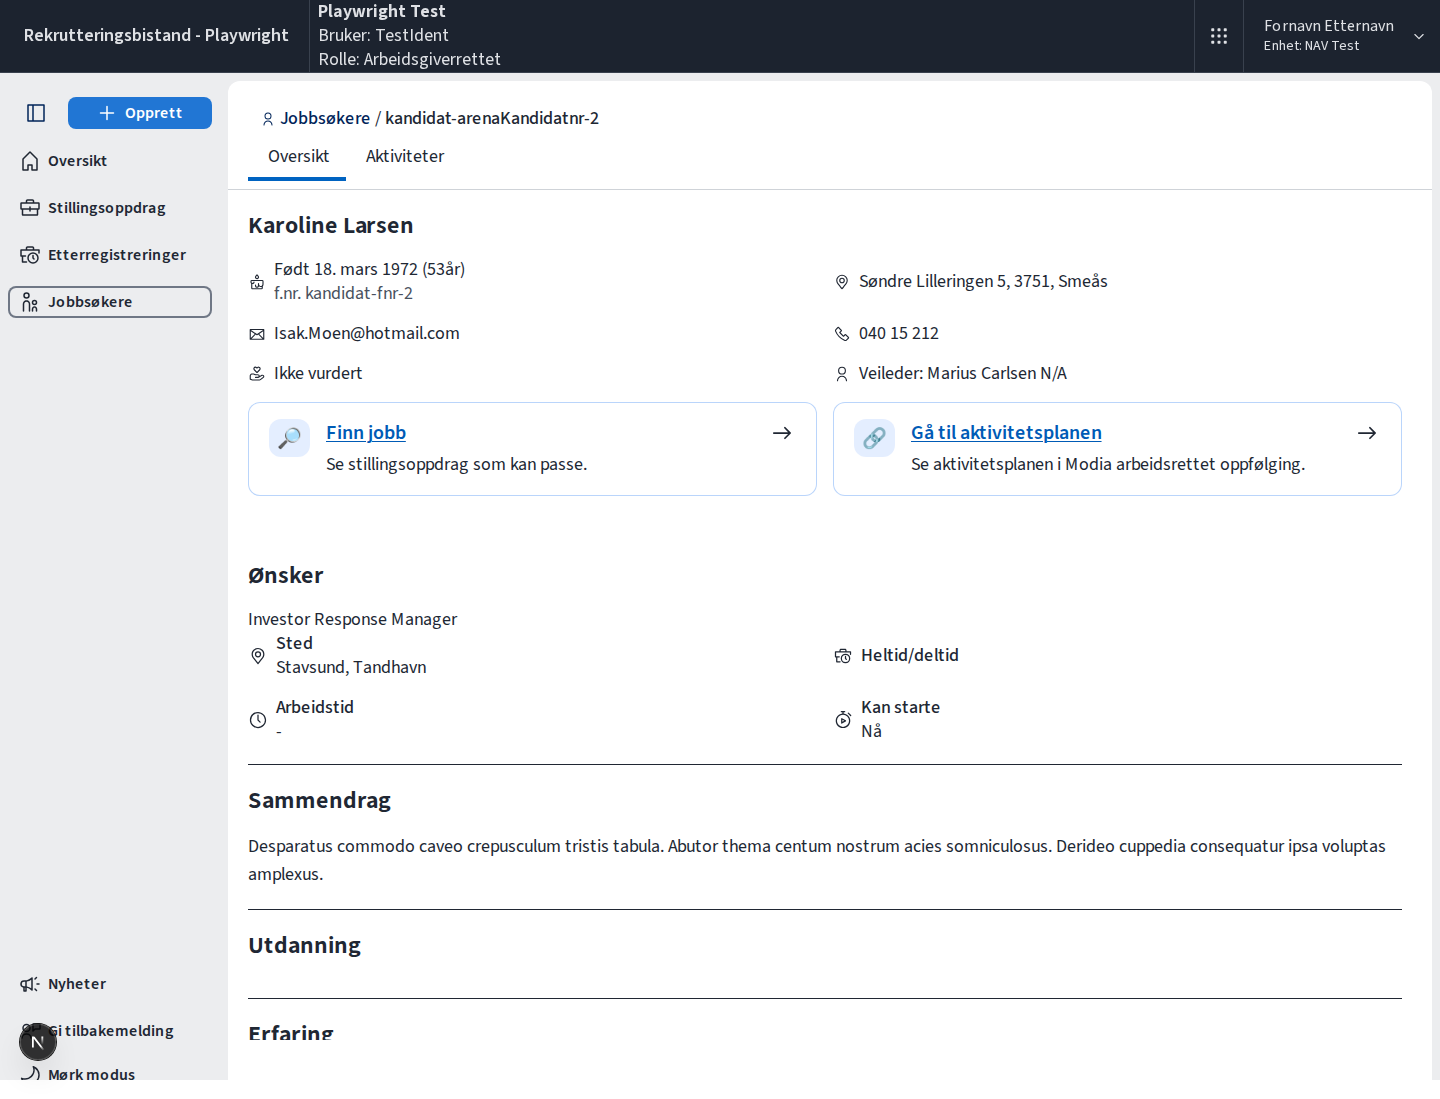 Rekrutteringsbistand - Playwright
Playwright Test
Bruker: TestIdent
Rolle: Arbeidsgiverrettet
Fornavn Etternavn
Enhet: NAV Test
Opprett
Oversikt
Stillingsoppdrag
Etterregistreringer
Jobbsøkere
Nyheter
Gi tilbakemelding
N
Mørk modus
Jobbsøkere / kandidat-arenaKandidatnr-2
Oversikt Aktiviteter
Karoline Larsen
Født 18. mars 1972 (53år)
f.nr. kandidat-fnr-2
Søndre Lilleringen 5, 3751, Smeås
Isak.Moen@hotmail.com
040 15 212
Ikke vurdert
Veileder: Marius Carlsen N/A
Finn jobb
Se stillingsoppdrag som kan passe.
Gå til aktivitetsplanen
Se aktivitetsplanen i Modia arbeidsrettet oppfølging.
Ønsker
Investor Response Manager
Sted
Stavsund, Tandhavn
Heltid/deltid
Arbeidstid
-
Kan starte
Nå
Sammendrag
Desparatus commodo caveo crepusculum tristis tabula. Abutor thema centum nostrum acies somniculosus. Derideo cuppedia consequatur ipsa voluptas
amplexus.
Utdanning
Erfaring